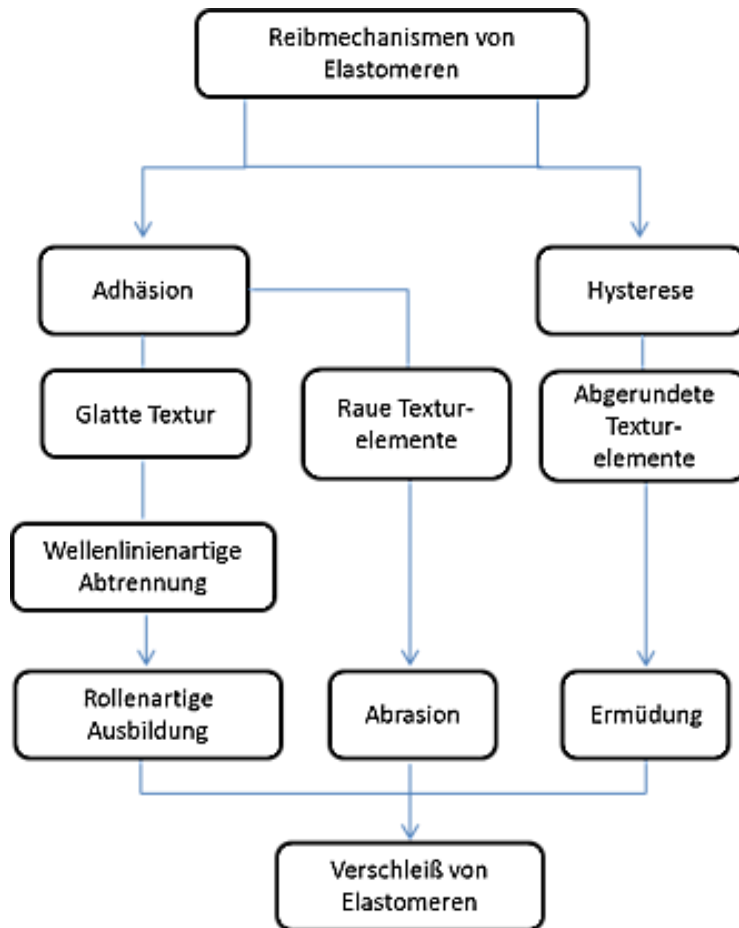 Reibmechanismen von
Elastomeren
Adhäsion
Hysterese
Glatte Textur
Raue Textur-
elemente
Abgerundete
Textur-
elemente
Wellenlinienartige
Abtrennung
Rollenartige
Ausbildung
Abrasion
Ermüdung
Verschleiß von
Elastomeren